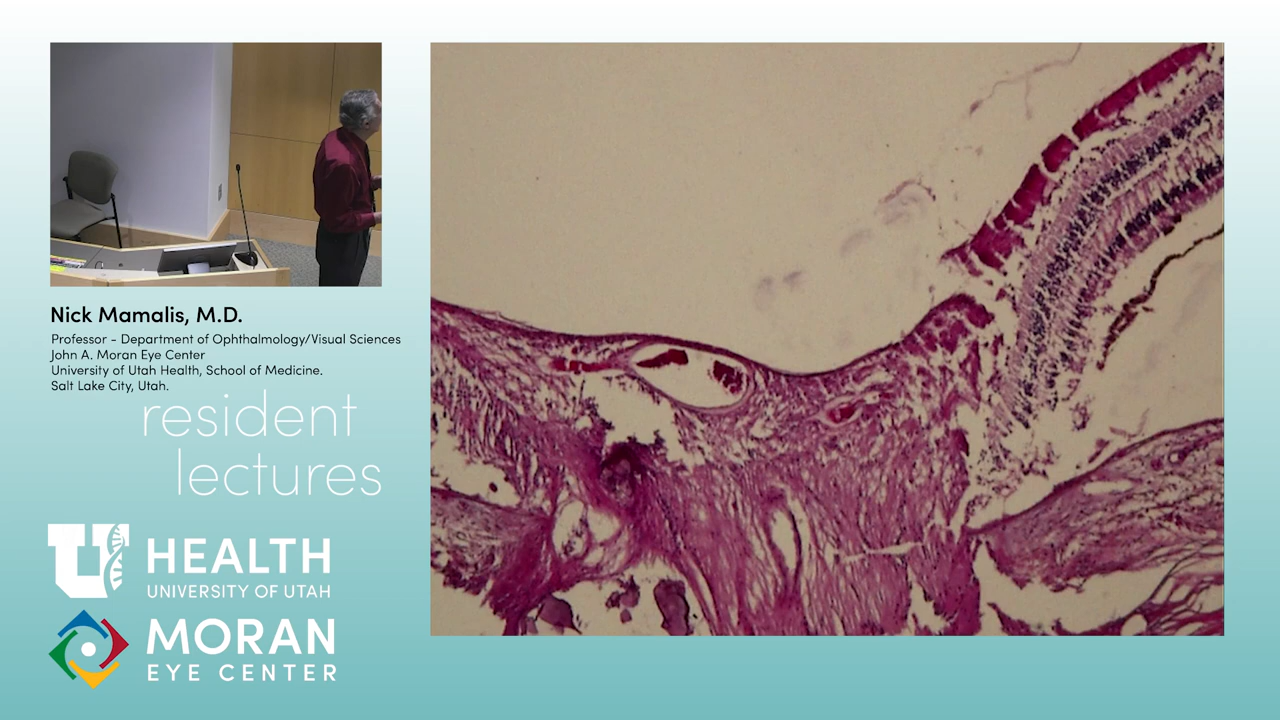 Nick Mamalis, M.D.
Professor - Department of Ophthalmology/Visual Sciences
John A. Moran Eye Center
University of Utah Health, School of Medicine.
Salt Lake City, Utah.
resident
lectures
U HEALTH
UNIVERSITY OF UTAH
MORAN
EYE CENTER